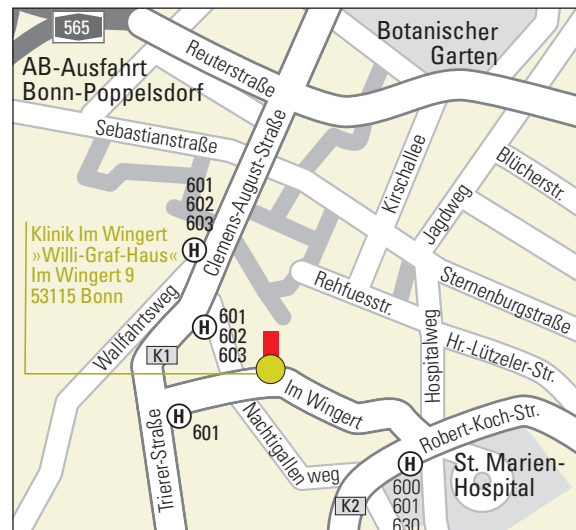 565
AB-Ausfahrt
Bonn-Poppelsdorf
Reuterstraße
Botanischer
Garten
Sebastianstraße
Clemens-August-Straße
Kirschallee
Blücherstr.
Jagdweg
601
602
603
H
Klinik Im Wingert
»Willi-Graf-Haus«
Im Wingert 9
53115 Bonn
Wallfahrtsweg
Rehfuesstr.
Sternenburgstraße
H
601
602
603
K1
Hospitalweg
Hr.-Lützeler-Str.
Im Wingert
H
601
Trierer-Straße
Nachtigallen
weg
Robert-Koch-Str.
H
600
601
630
St. Marien-
Hospital
K2